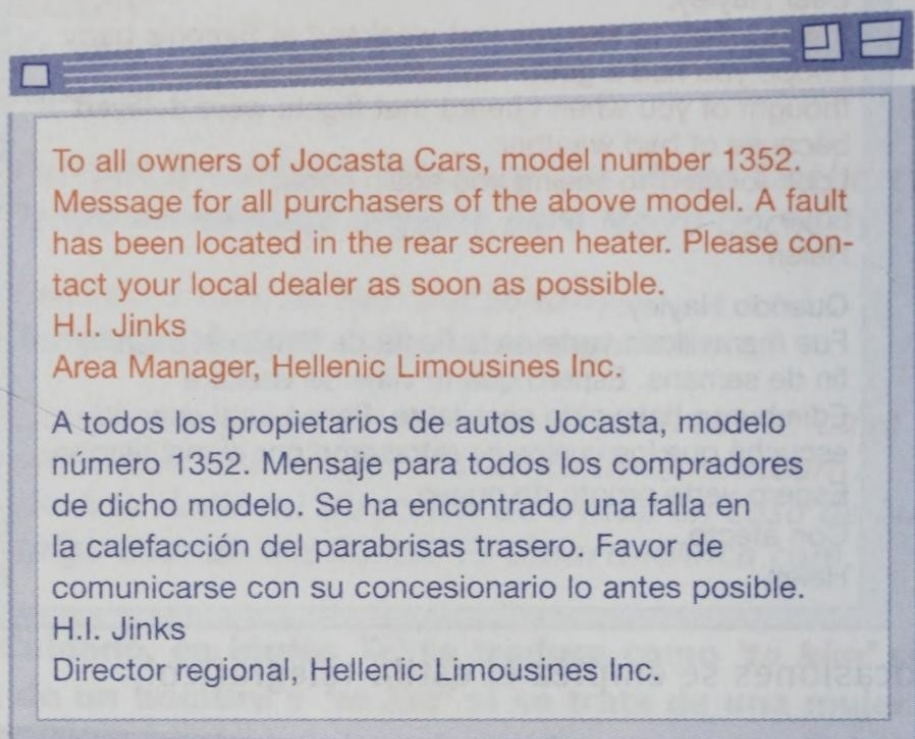 To all owners of Jocasta Cars, model number 1352.
Message for all purchasers of the above model. A fault
has been located in the rear screen heater. Please con-
tact your local dealer as soon as possible.
H.I. Jinks
Area Manager, Hellenic Limousines Inc.
A todos los propietarios de autos Jocasta, modelo
número 1352. Mensaje para todos los compradores
de dicho modelo. Se ha encontrado una falla en
la calefacción del parabrisas trasero. Favor de
comunicarse con su concesionario lo antes posible.
H.I. Jinks
Director regional, Hellenic Limousines Inc.